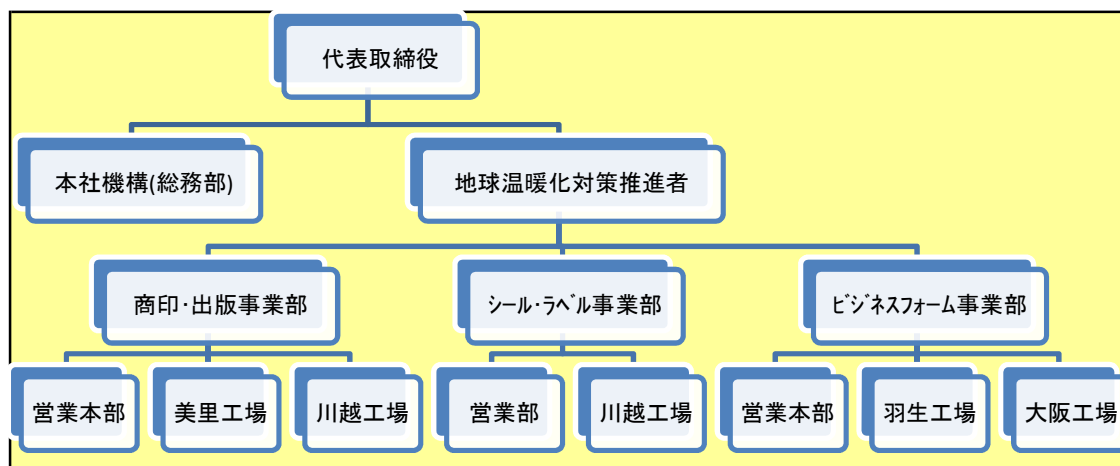 代表取締役
本社機構(総務部)
地球温暖化対策推進者
商印・出版事業部
ｼｰﾙ・ﾗﾍﾞﾙ事業部
ﾋﾞｼﾞﾈｽﾌｫｰﾑ事業部
営業本部
美里工場
川越工場
営業部
川越工場
営業本部
羽生工場
大阪工場